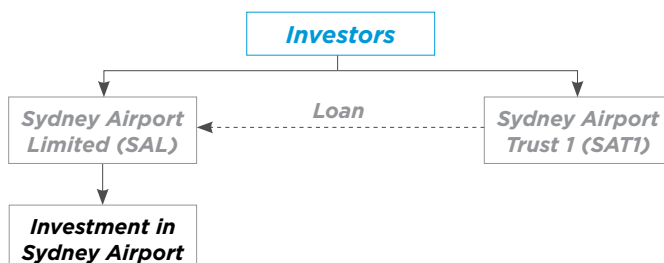 Investors
Sydney Airport
Limited (SAL)
Loan
Sydney Airport
Trust 1 (SAT1)
Investment in
Sydney Airport